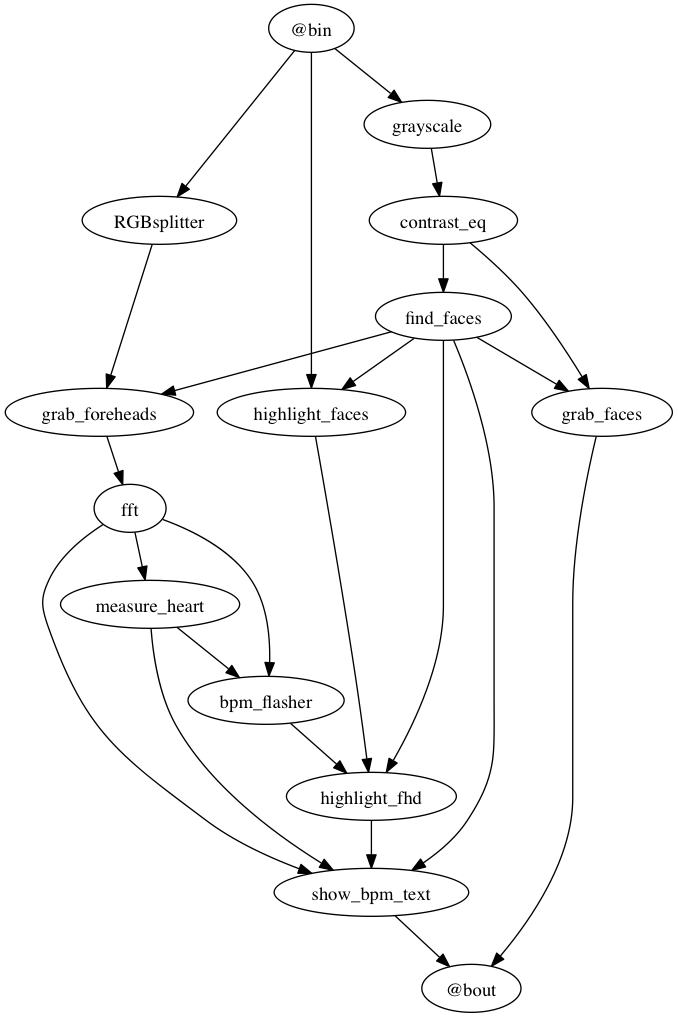 @bin
grayscale
RGBsplitter
contrast_eq
find_faces
grab_foreheads
highlight_faces
grab_faces
fft
measure_heart
bpm_flasher
highlight_fhd
show_bpm_text
@bout